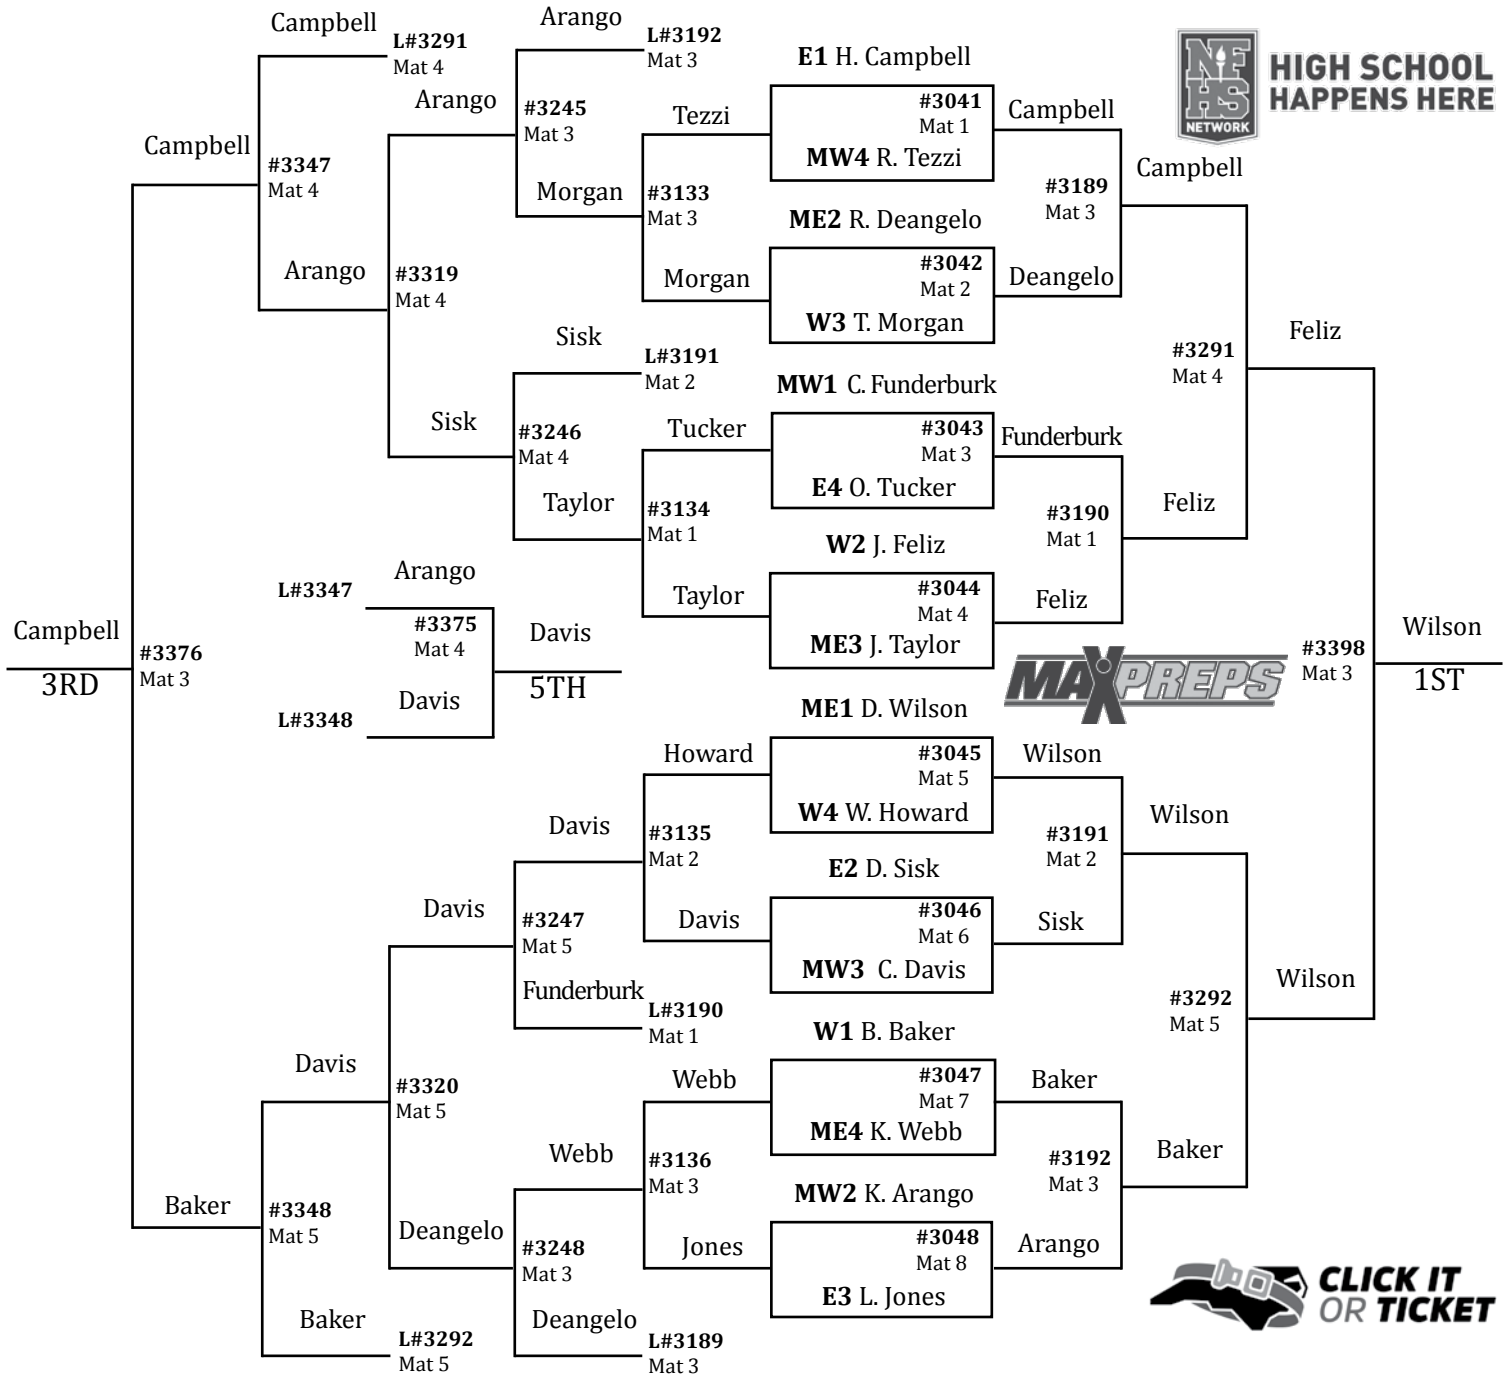 Campbell
Arango
L#3291
L#3192
Mat 4
Mat 3
E1 H. Campbell
HIGH SCHOOL
HAPPENS HERE
NFHS
NETWORK
Arango
#3245
Mat 3
Tezzi
#3041
Mat 1
Campbell
Campbell
#3347
Mat 4
MW4 R. Tezzi
Campbell
Morgan
#3133
Mat 3
#3189
Mat 3
ME2 R. Deangelo
Arango
#3319
Mat 4
Morgan
#3042
Mat 2
Deangelo
W3 T. Morgan
Sisk
Feliz
L#3191
Mat 2
#3291
Mat 4
MW1 C. Funderburk
Sisk
#3246
Mat 4
Tucker
#3043
Mat 3
Funderburk
E4 O. Tucker
Taylor
#3134
Mat 1
#3190
Mat 1
Feliz
W2 J. Feliz
Arango
L#3347
Taylor
#3044
Mat 4
Feliz
Campbell
#3376
Mat 3
3RD
#3375
Mat 4
Davis
5TH
ME3 J. Taylor
MAXPREPS
#3398
Mat 3
Wilson
1ST
Davis
L#3348
ME1 D. Wilson
Howard
#3045
Mat 5
Wilson
W4 W. Howard
Davis
#3135
Mat 2
#3191
Mat 2
Wilson
E2 D. Sisk
Davis
#3247
Mat 5
Davis
#3046
Mat 6
Sisk
MW3 C. Davis
Funderburk
L#3190
Mat 1
#3292
Mat 5
Wilson
W1 B. Baker
Davis
#3320
Mat 5
Webb
#3047
Mat 7
Baker
ME4 K. Webb
Webb
#3136
Mat 3
#3192
Mat 3
Baker
MW2 K. Arango
Baker
#3348
Mat 5
Deangelo
#3248
Mat 3
Jones
#3048
Mat 8
Arango
E3 L. Jones
CLICK IT
OR TICKET
Baker
L#3292
Mat 5
Deangelo
L#3189
Mat 3